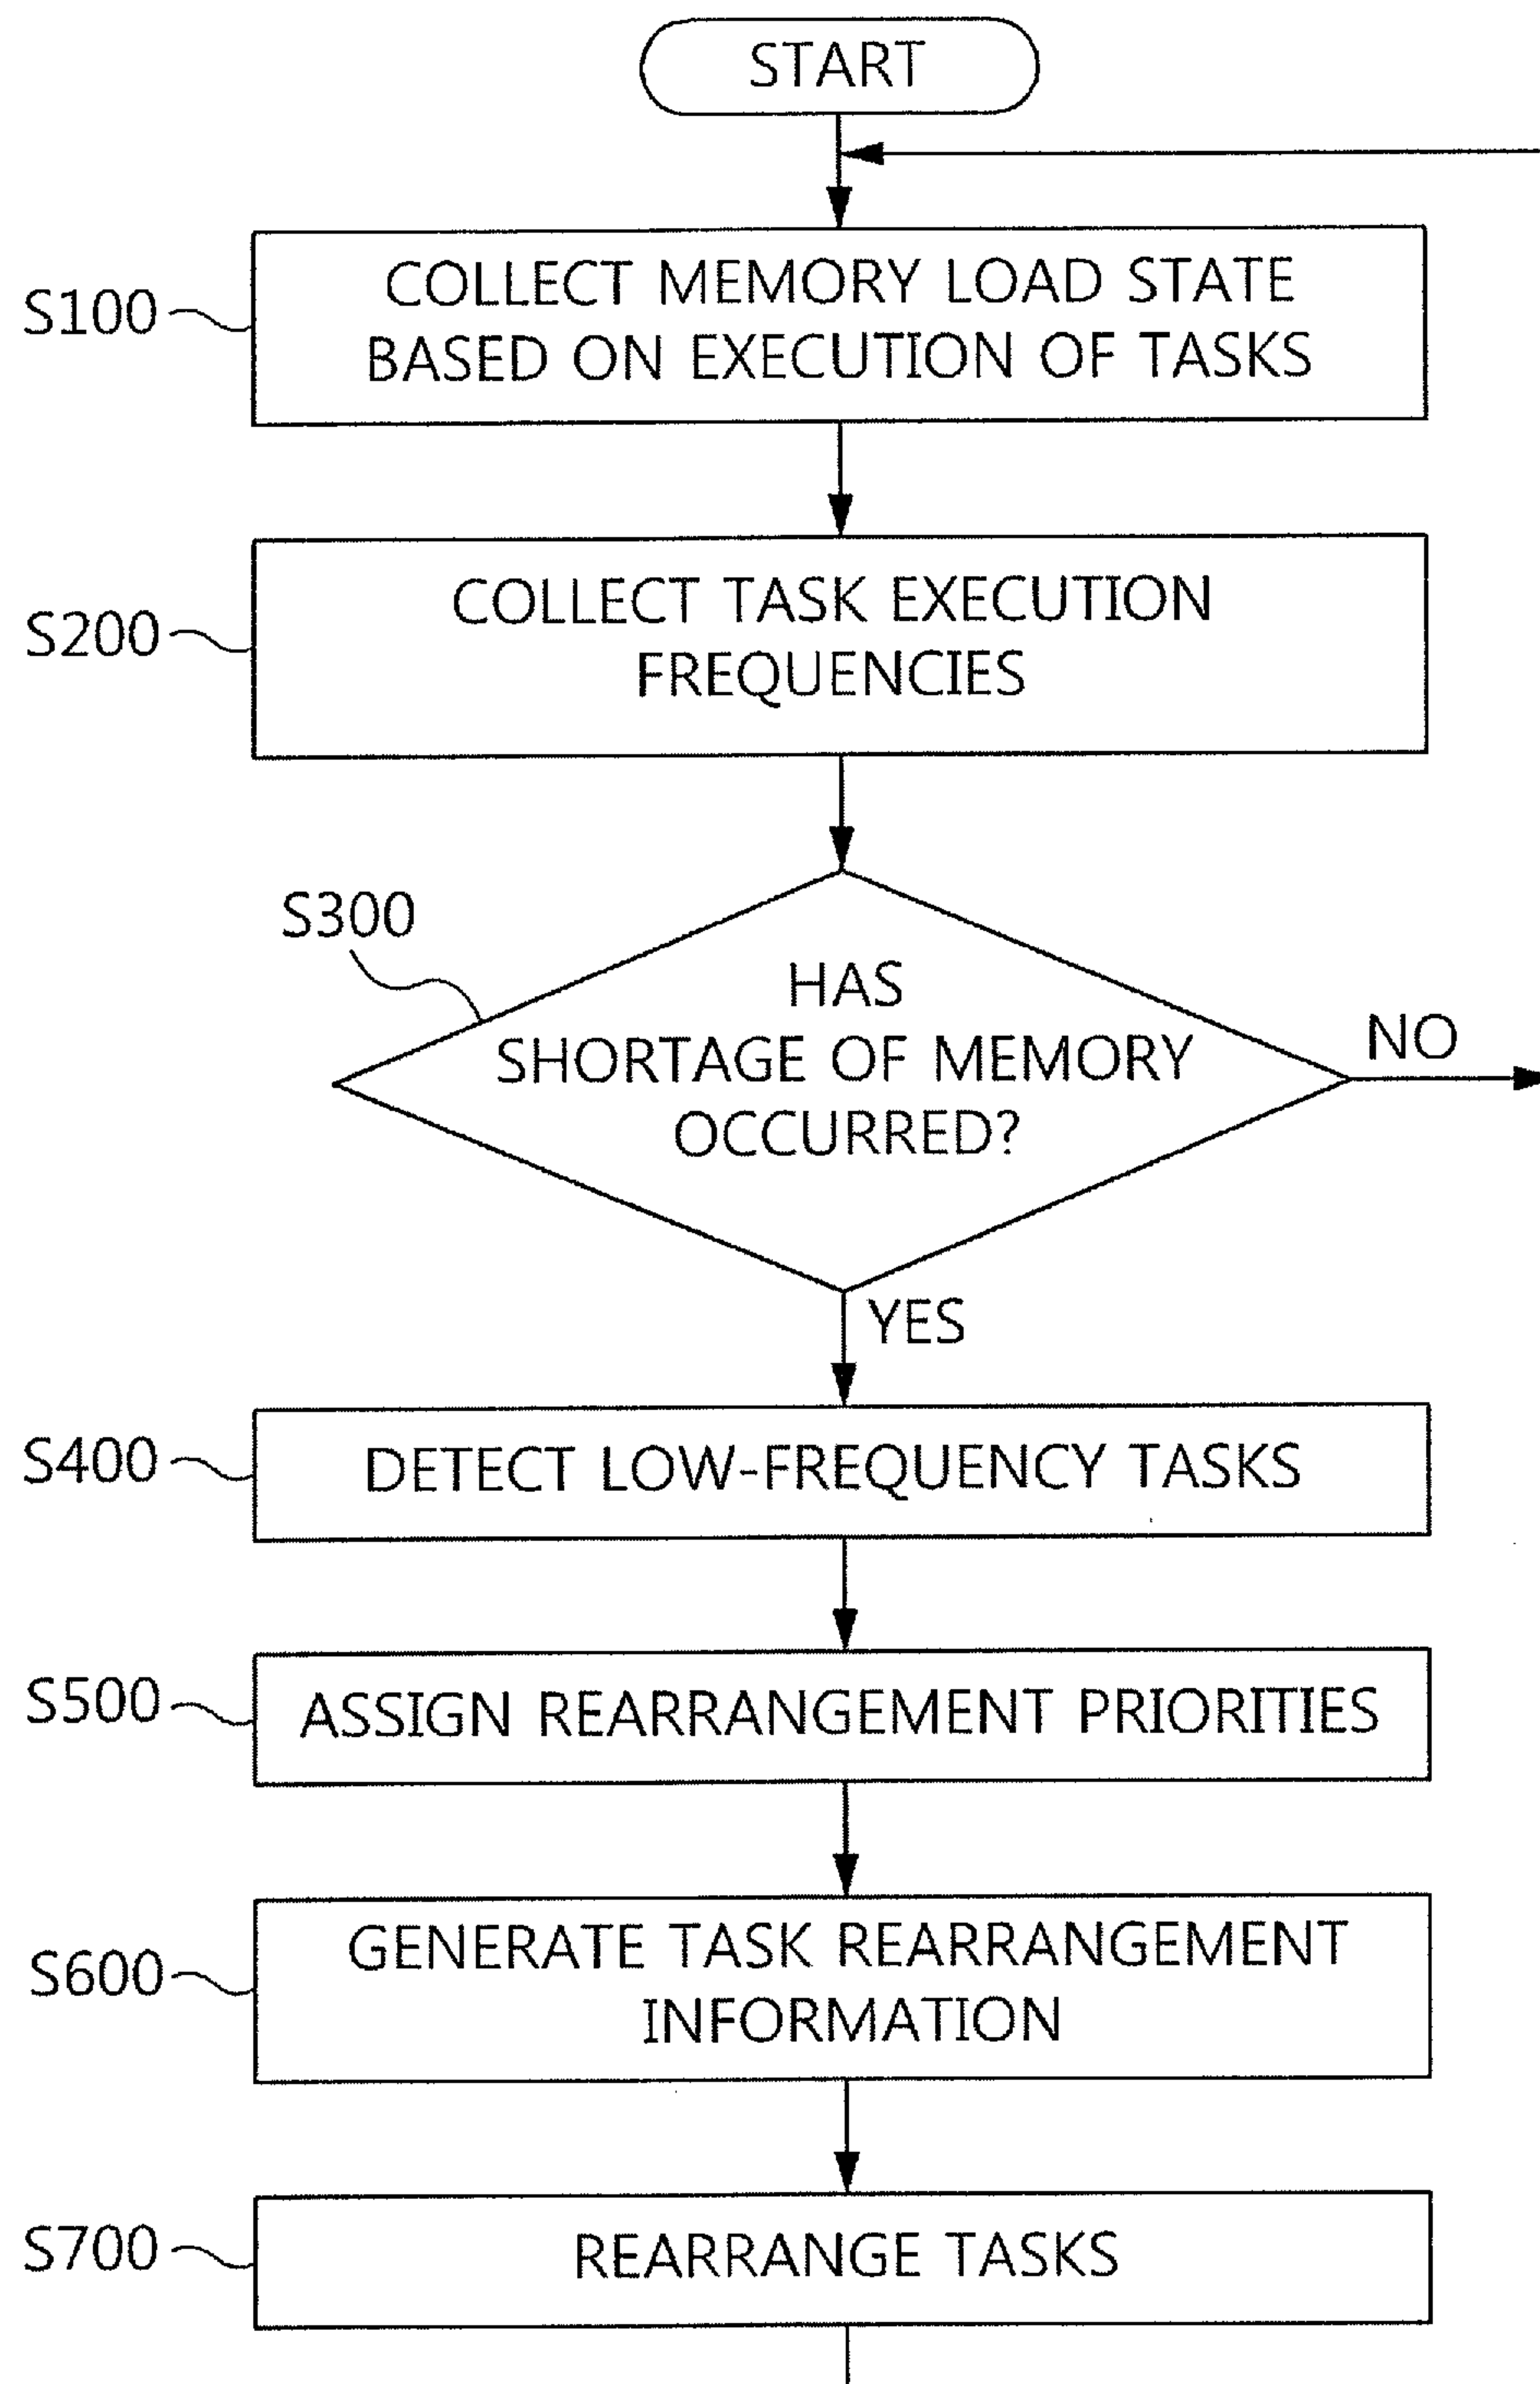 START
S100
COLLECT MEMORY LOAD STATE
BASED ON EXECUTION OF TASKS
S200
COLLECT TASK EXECUTION
FREQUENCIES
S300
HAS
SHORTAGE OF MEMORY
OCCURRED?
NO
YES
S400
DETECT LOW-FREQUENCY TASKS
S500
ASSIGN REARRANGEMENT PRIORITIES
S600
GENERATE TASK REARRANGEMENT
INFORMATION
S700
REARRANGE TASKS